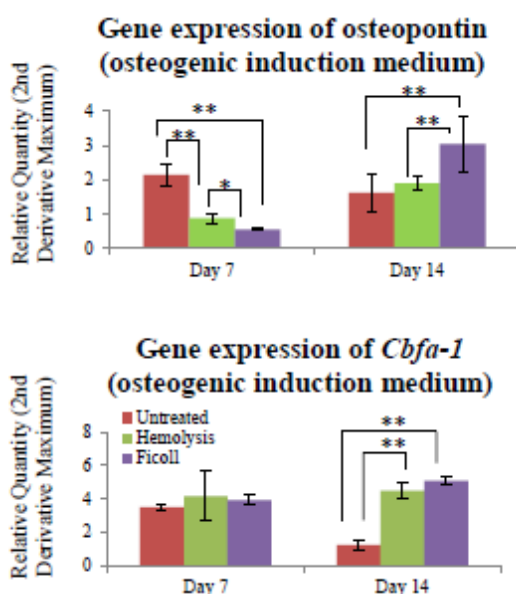 Gene expression of osteopontin
(osteogenic induction medium)
Relative Quantity (2nd
Derivative Maximum)
4
3
2
1
0
**
**
*
**
**
Day 7
Day 14
Gene expression of Cbfa-1
(osteogenic induction medium)
Relative Quantity (2nd
Derivative Maximum)
8
6
4
2
0
Untreated
Hemolysis
Ficoll
**
**
Day 7
Day 14